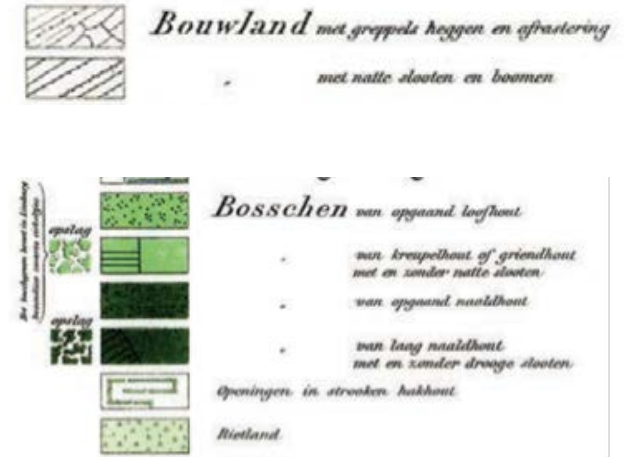 Bouwland met greppels heggen en afrastering
" met natte slooten en boomen
Bosschen van opgaand loofhout
opslag
" van kreupelhout of griendhout
met en zonder natte slooten
" van opgaand naaldhout
opslag
" van laag naaldhout
met en zonder drooge slooten
Openingen in strooken hakhout
Rietland